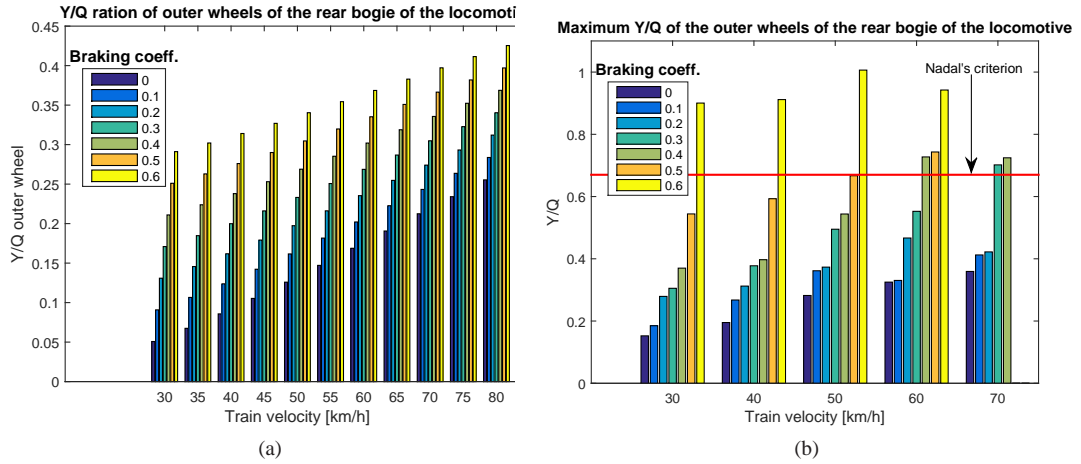 Y/Q ration of outer wheels of the rear bogie of the locomoti
0.45
0.4
0.35
0.3
0.25
0.2
0.15
0.1
0.05
0
Y/Q outer wheel
Braking coeff.
0
0.1
0.2
0.3
0.4
0.5
0.6
30 35 40 45 50 55 60 65 70 75 80
Train velocity [km/h]
(a)
Maximum Y/Q of the outer wheels of the rear bogie of the locomotive
1
0.8
0.6
0.4
0.2
0
Y/Q
Braking coeff.
0
0.1
0.2
0.3
0.4
0.5
0.6
Nadal's criterion
30 40 50 60 70
Train velocity [km/h]
(b)